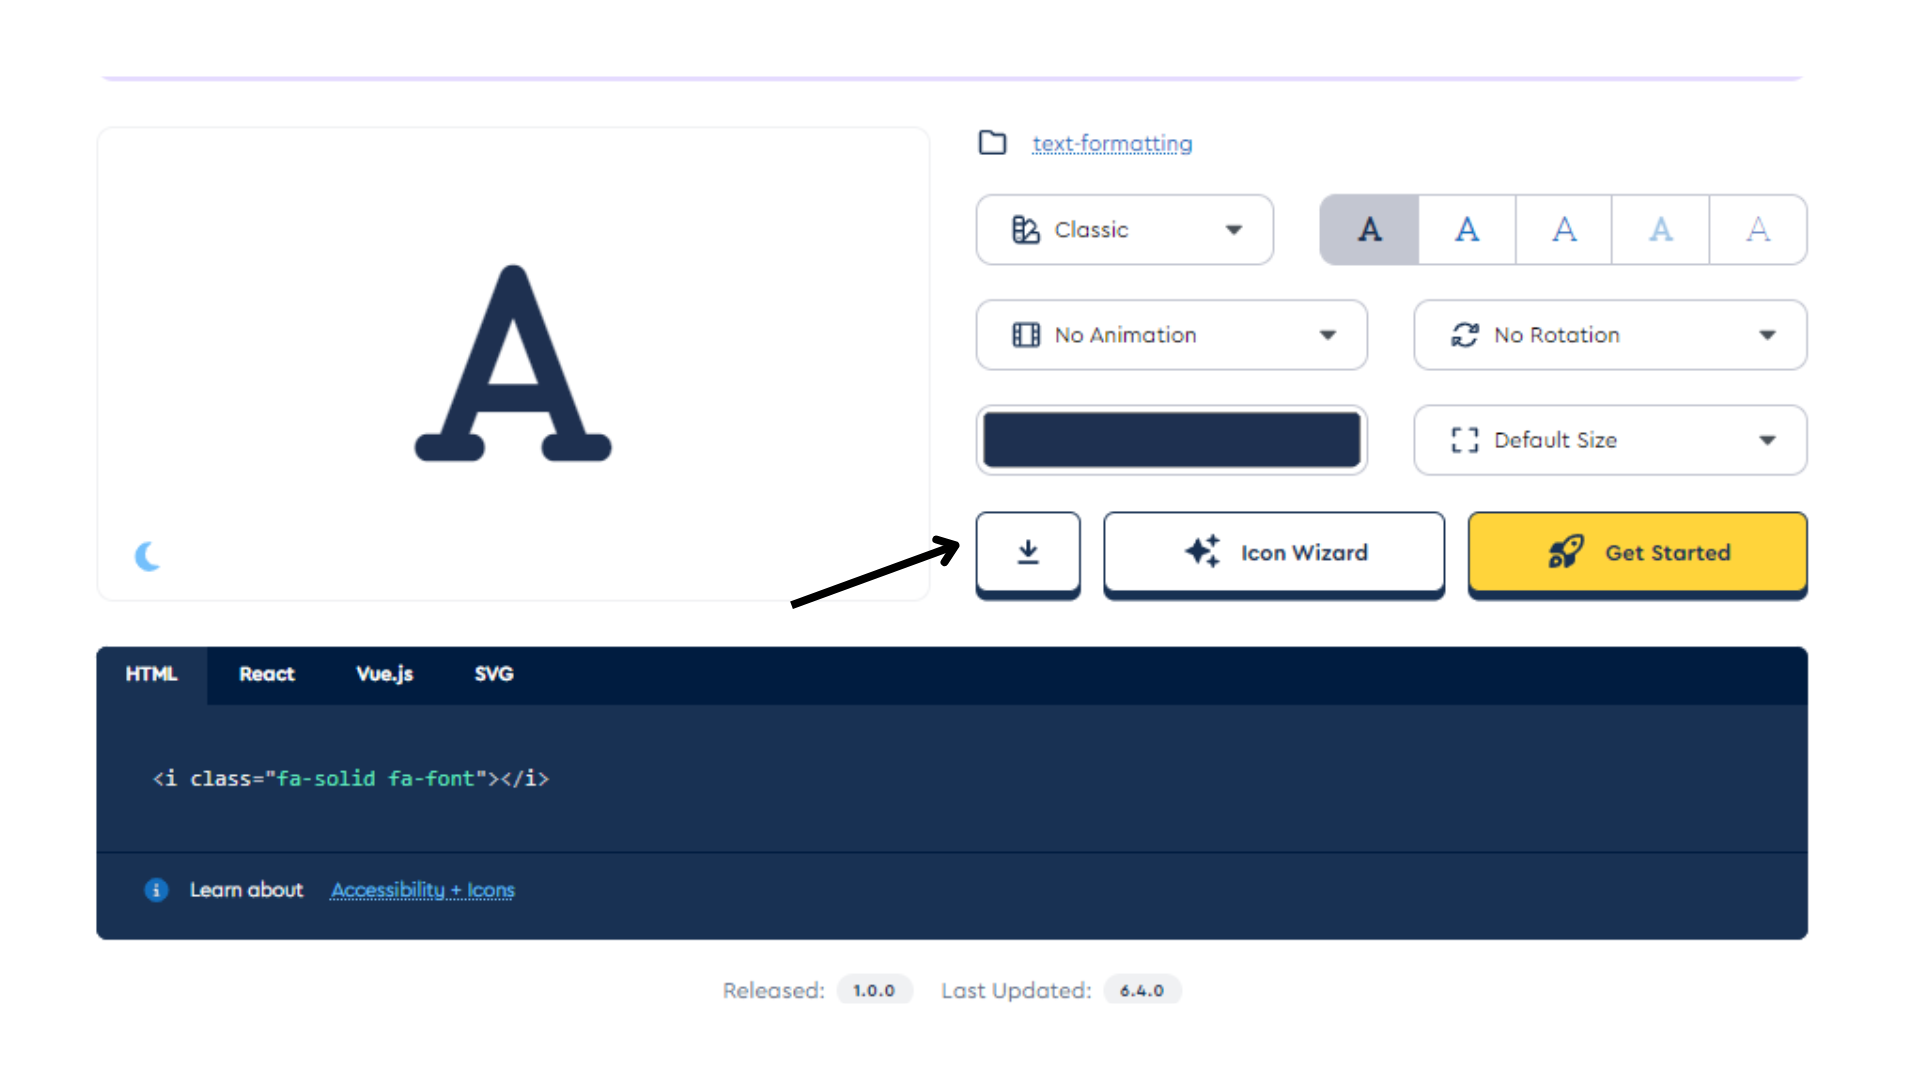 text-formatting
Classic
A A A A A
No Animation
No Rotation
A
Default Size
Icon Wizard
Get Started
HTML React Vue.js SVG
<i class="fa-solid fa-font"></i>
Learn about Accessibility + Icons
Released: 1.0.0 Last Updated: 6.4.0